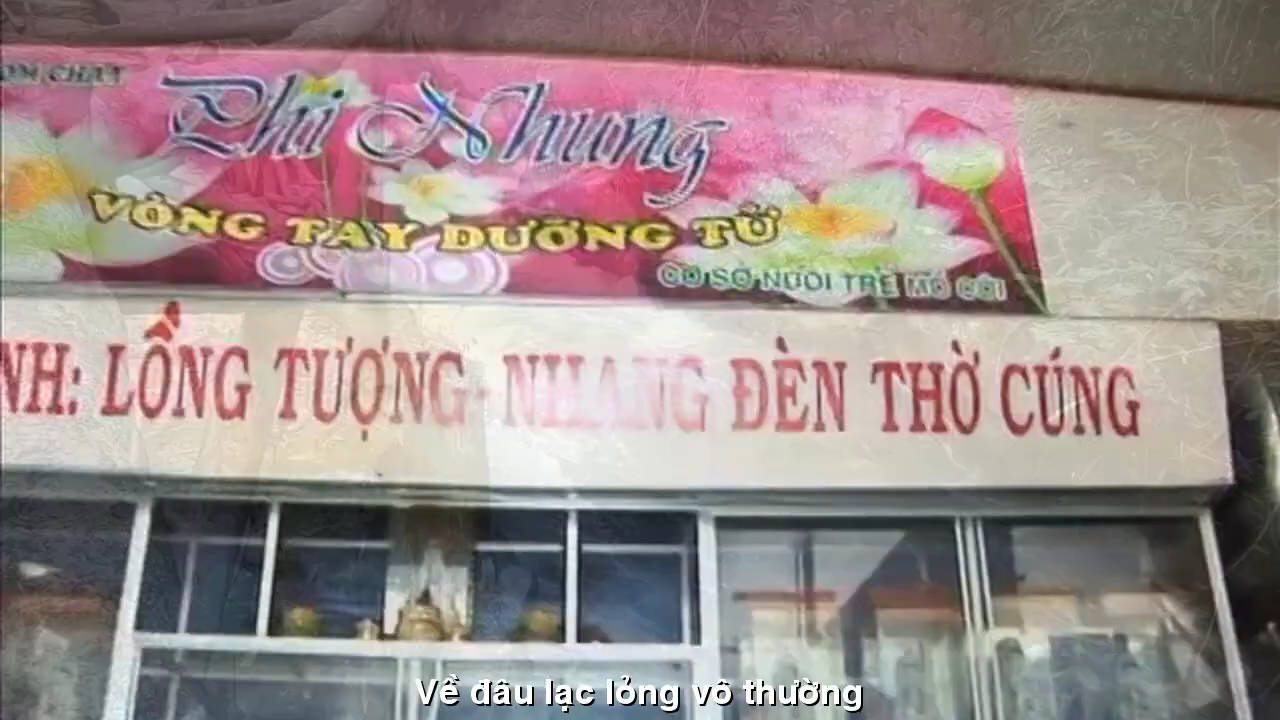 Phi Nhung
VÒNG TAY DƯỠNG TỬ
CƠ SỞ NUÔI TRẺ MỒ CÔI
NH: LỒNG TƯỢNG - NHANG ĐÈN THỜ CÚNG
Về đâu lạc lỏng vô thường